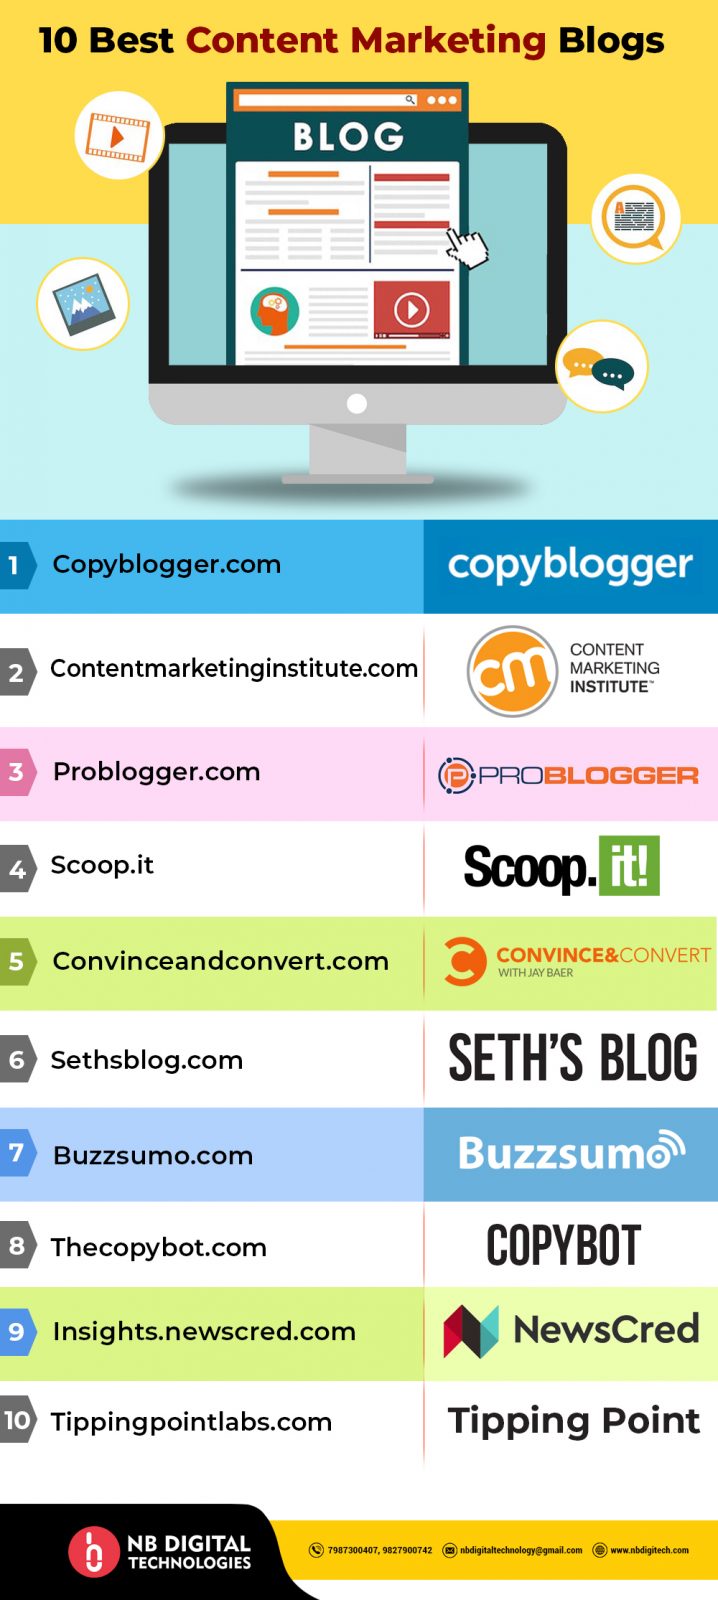 10 Best Content Marketing Blogs
BLOG
A
1
Copyblogger.com
copyblogger
2
Contentmarketinginstitute.com
cm
CONTENT
MARKETING
INSTITUTE™
3
Problogger.com
P
PROBLOGGER
4
Scoop.it
Scoop.it!
5
Convinceandconvert.com
CONVINCE&CONVERT
WITH JAY BAER
6
Sethsblog.com
SETH'S BLOG
7
Buzzsumo.com
Buzzsumo
8
Thecopybot.com
COPYBOT
9
Insights.newscred.com
NewsCred
10
Tippingpointlabs.com
Tipping Point
NB DIGITAL
TECHNOLOGIES
7987300407, 9827900742 nbdigitaltechnology@gmail.com www.nbdigitech.com